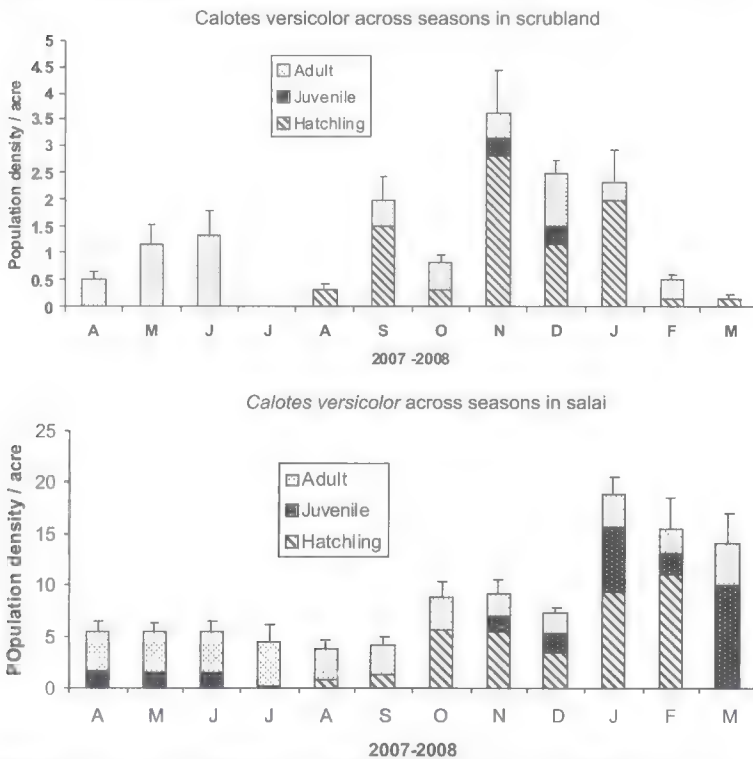 Calotes versicolor across seasons in scrubland
Population density / acre
5
4.5
4
3.5
3
2.5
2
1.5
1
0.5
0
Adult
Juvenile
Hatchling
A M J J A S O N D J F M
2007 -2008
Calotes versicolor across seasons in salai
POpulation density / acre
25
20
15
10
5
0
Adult
Juvenile
Hatchling
A M J J A S O N D J F M
2007-2008